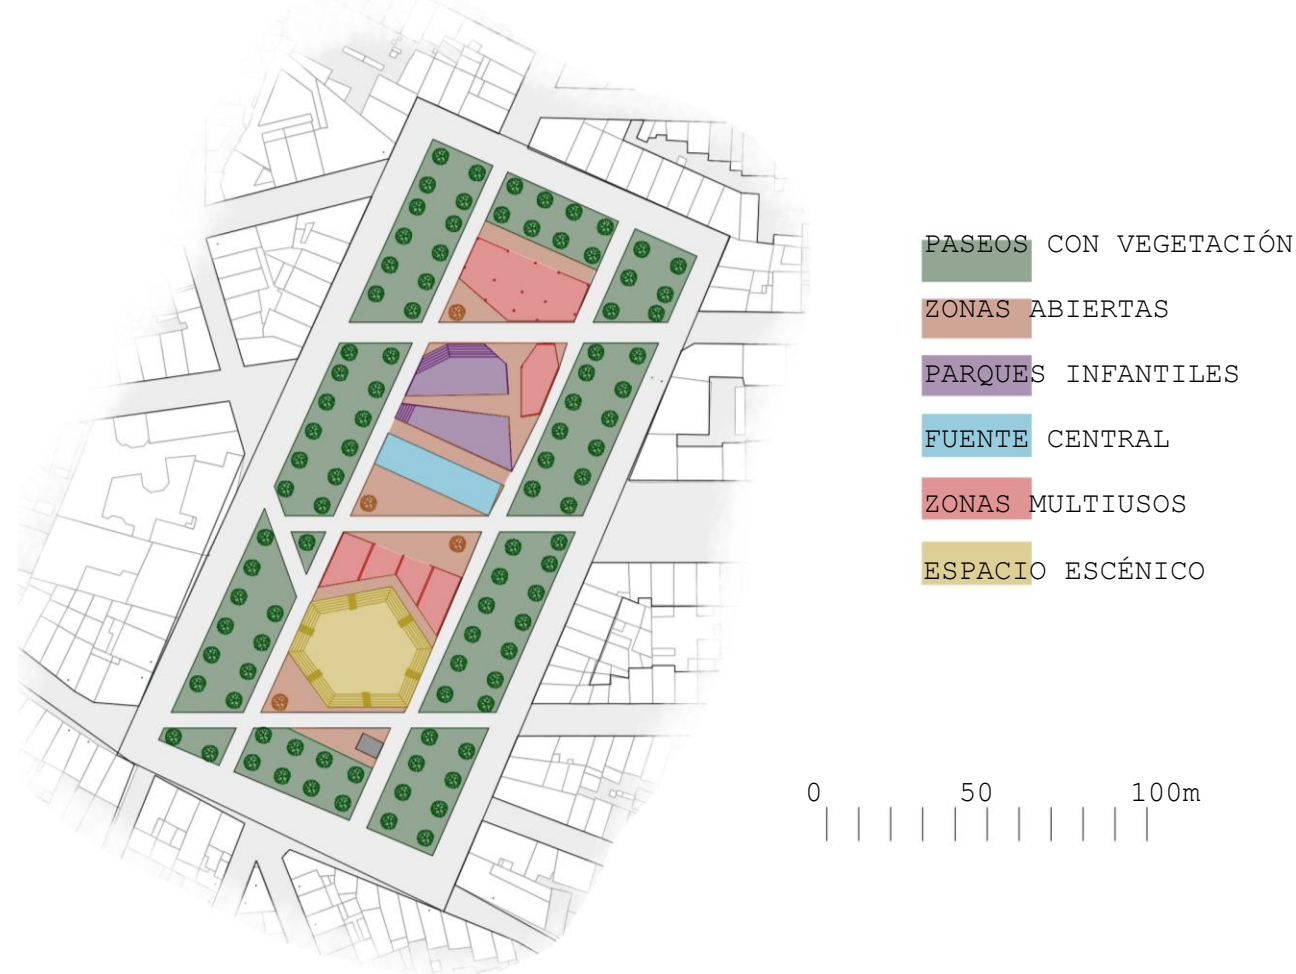 PASEOS CON VEGETACIÓN
ZONAS ABIERTAS
PARQUES INFANTILES
FUENTE CENTRAL
ZONAS MULTIUSOS
ESPACIO ESCÉNICO
0 50 100m